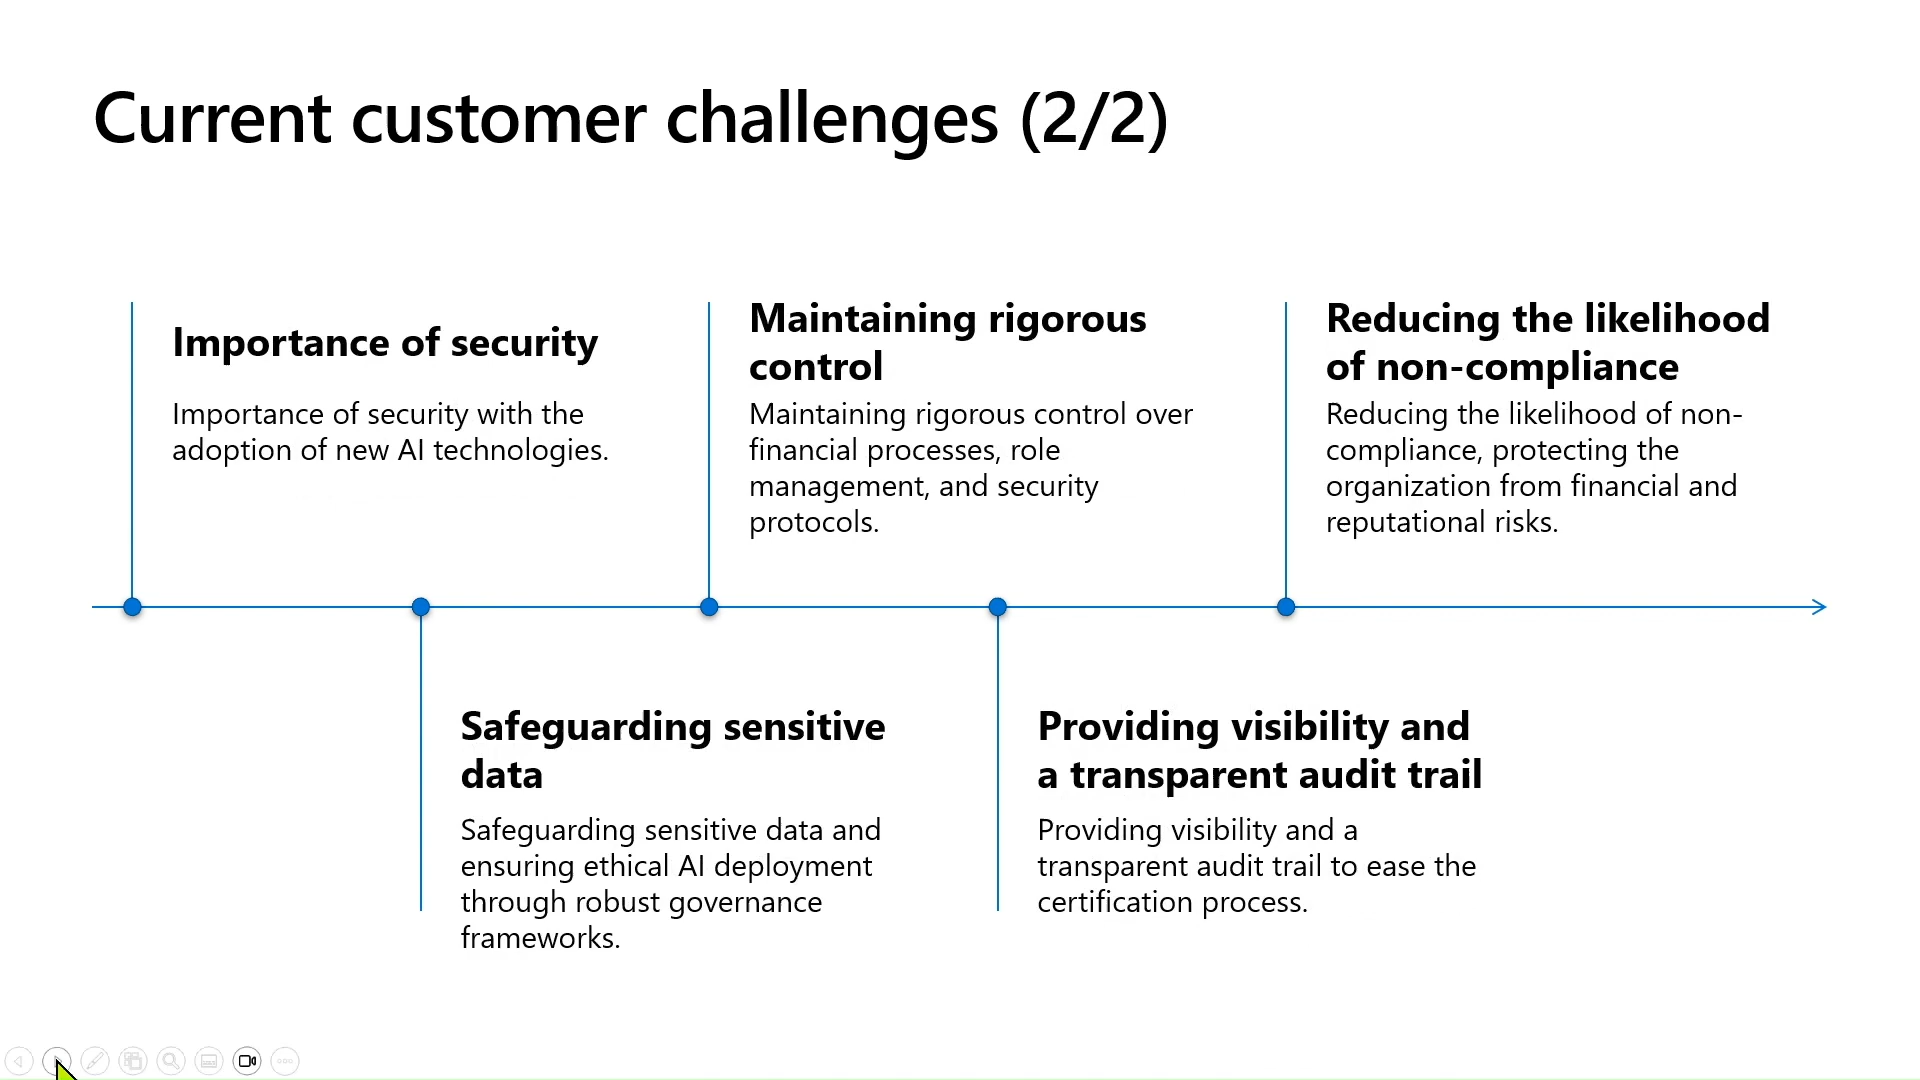 Current customer challenges (2/2)
Importance of security
Importance of security with the
adoption of new AI technologies.
Safeguarding sensitive
data
Safeguarding sensitive data and
ensuring ethical AI deployment
through robust governance
frameworks.
Maintaining rigorous
control
Maintaining rigorous control over
financial processes, role
management, and security
protocols.
Providing visibility and
a transparent audit trail
Providing visibility and a
transparent audit trail to ease the
certification process.
Reducing the likelihood
of non-compliance
Reducing the likelihood of non-
compliance, protecting the
organization from financial and
reputational risks.